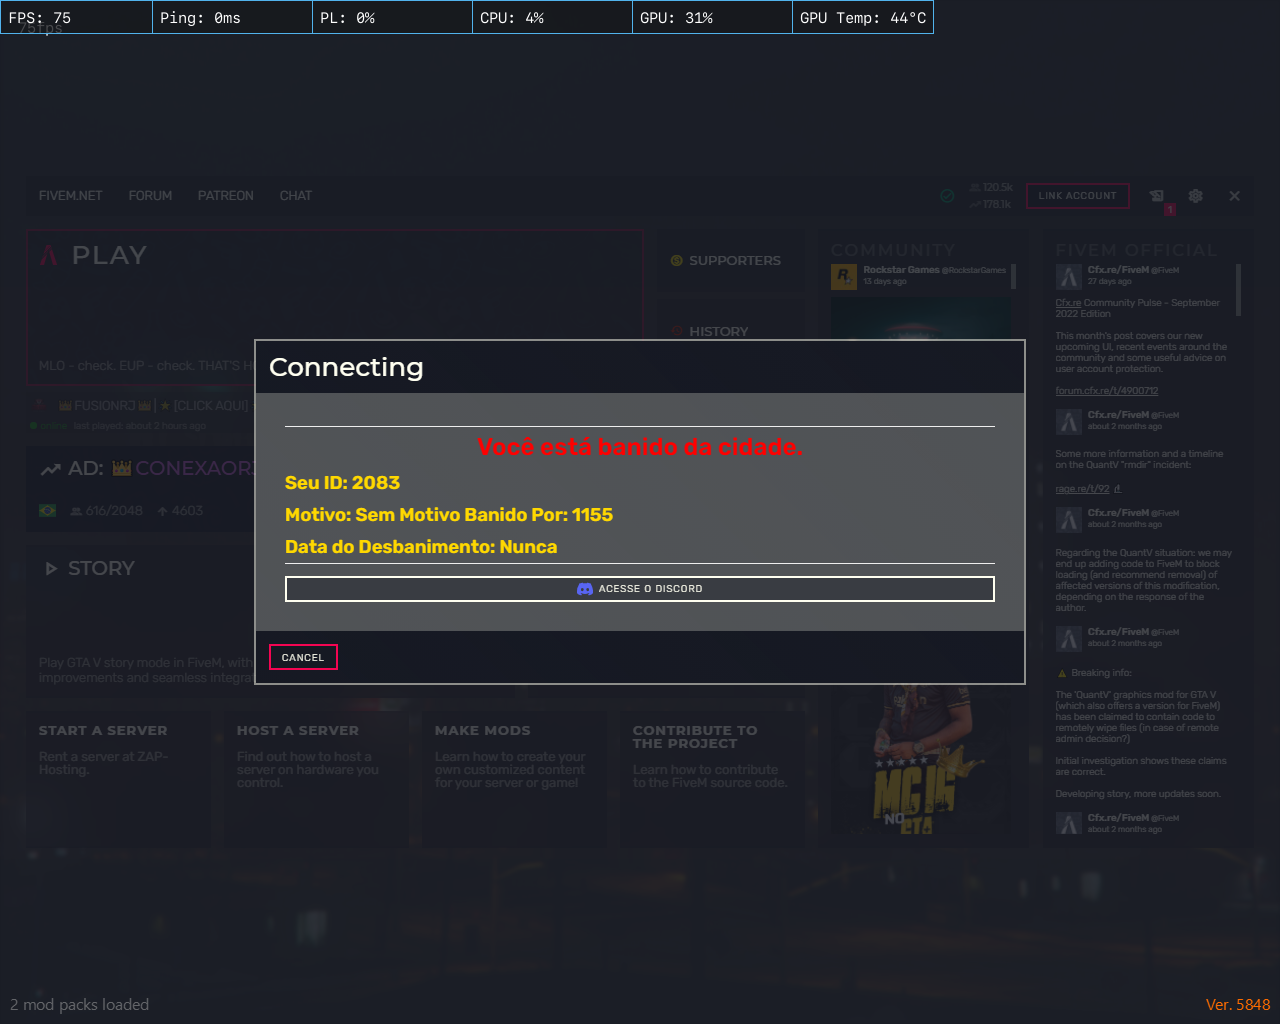 FPS: 75 Ping: 0ms PL: 0% CPU: 4% GPU: 31% GPU Temp: 44°C
75fps
FIVEM.NET FORUM PATREON CHAT
120.5k
178.1k
LINK ACCOUNT
1
PLAY
MLO - check. EUP - check. THAT'S
FUSIONRJ | ★ [CLICK AQUI]
online last played: about 2 hours ago
AD: CONEXAOR
616/2048 4603
STORY
Play GTA V story mode in FiveM, with
improvements and seamless integra
SUPPORTERS
HISTORY
COMMUNITY
Rockstar Games @RockstarGames
13 days ago
FIVEM OFFICIAL
Cfx.re/FiveM @FiveM
27 days ago
Cfx.re Community Pulse - September
2022 Edition
This month's post covers our new
upcoming UI, recent events around the
community and some useful advice on
user account protection.
forum.cfx.re/t/4900712
Cfx.re/FiveM @FiveM
about 2 months ago
Some more information and a timeline
on the QuantV "rmdir" incident:
rage.re/t/92
Cfx.re/FiveM @FiveM
about 2 months ago
Regarding the QuantV situation: we may
end up adding code to FiveM to block
loading (and recommend removal) of
affected versions of this modification,
depending on the response of the
author.
Cfx.re/FiveM @FiveM
about 2 months ago
⚠ Breaking info:
The 'QuantV' graphics mod for GTA V
(which also offers a version for FiveM)
has been claimed to contain code to
remotely wipe files (in case of remote
admin decision?)
Initial investigation shows these claims
are correct.
Developing story, more updates soon.
Cfx.re/FiveM @FiveM
about 2 months ago
Connecting
Você está banido da cidade.
Seu ID: 2083
Motivo: Sem Motivo Banido Por: 1155
Data do Desbanimento: Nunca
ACESSE O DISCORD
CANCEL
START A SERVER
Rent a server at ZAP-
Hosting.
HOST A SERVER
Find out how to host a
server on hardware you
control.
MAKE MODS
Learn how to create your
own customized content
for your server or game!
CONTRIBUTE TO
THE PROJECT
Learn how to contribute
to the FiveM source code.
MC IG
NO
GTA
2 mod packs loaded
Ver. 5848